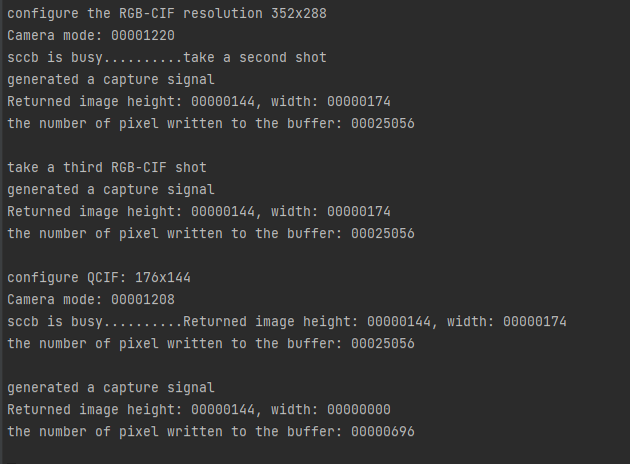 configure the RGB-CIF resolution 352x288
Camera mode: 00001220
sccb is busy..........take a second shot
generated a capture signal
Returned image height: 00000144, width: 00000174
the number of pixel written to the buffer: 00025056
take a third RGB-CIF shot
generated a capture signal
Returned image height: 00000144, width: 00000174
the number of pixel written to the buffer: 00025056
configure QCIF: 176x144
Camera mode: 00001208
sccb is busy..........Returned image height: 00000144, width: 00000174
the number of pixel written to the buffer: 00025056
generated a capture signal
Returned image height: 00000144, width: 00000000
the number of pixel written to the buffer: 00000696